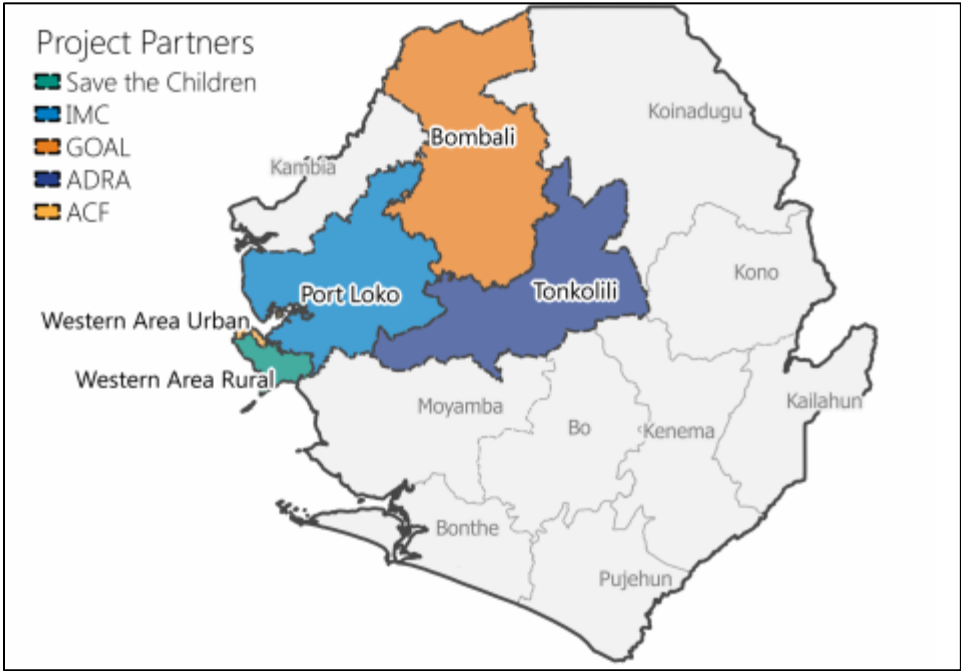 Project Partners
Save the Children
IMC
GOAL
ADRA
ACF
Koinadugu
Bombali
Kambia
Kono
Port Loko
Tonkolili
Western Area Urban
Western Area Rural
Moyamba
Kailahun
Bo
Kenema
Bonthe
Pujehun